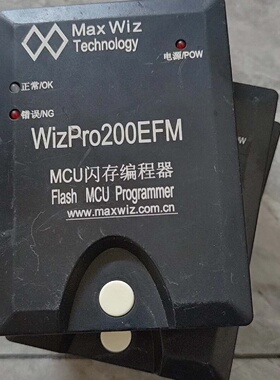 Max Wiz
Technology
电源/POW
正常/OK
错误/NG
WizPro200EFM
MCU闪存编程器
Flash MCU Programmer
www.maxwiz.com.cn